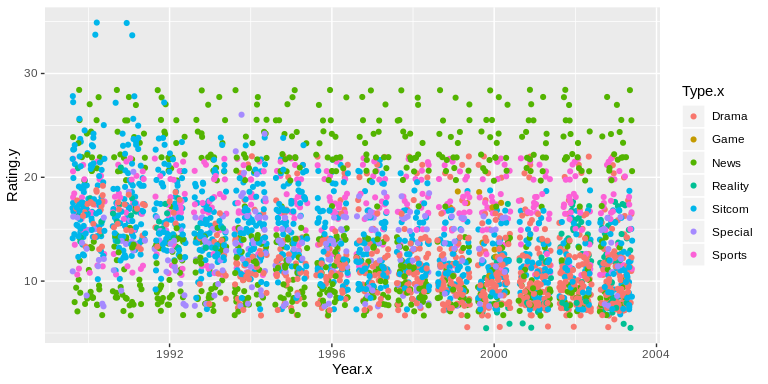 30
20
10
Rating.y
1992
1996
2000
2004
Year.x
Type.x
Drama
Game
News
Reality
Sitcom
Special
Sports